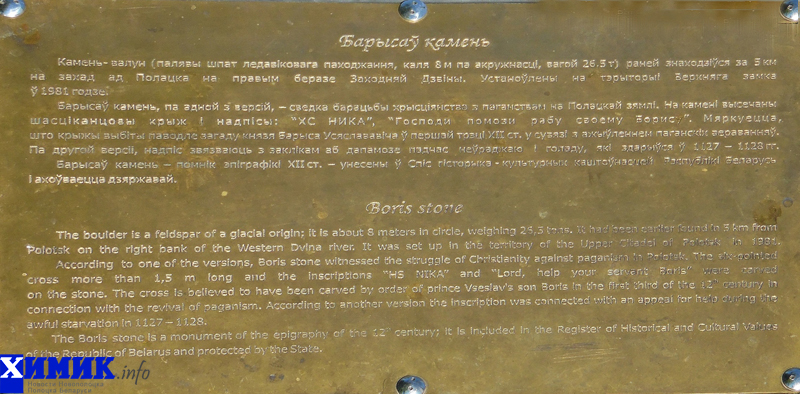 Барысаў камень
Камень-валун (палявы шпат ледавіковага паходжання, каля 8 м па акружнасці, вагой 26.5 т) раней знаходзіўся за 5 км
на захад ад Полацка на правым беразе Заходняй Дзвіны. Устаноўлены на тэрыторыі Верхняга замка
ў 1981 годзе.
Барысаў камень, па адной з версій, – сведка барацьбы хрысціянства з паганствам на Полацкай зямлі. На камені высечаны
шасціканцовы крыж і надпісы: "ХС НИКА", "Господи помози рабу своему Борису". Мяркуецца,
што крыжы выбіты паводле загаду князя Барыса Усяслававіча ў першай трэці XII ст. у сувязі з ажыўленнем паганскіх вераванняў.
Па другой версіі, надпіс звязваюць з заклікам аб дапамозе падчас неўраджаю і голаду, які здарыўся ў 1127 – 1128 гг.
Барысаў камень – помнік эпіграфікі XII ст. – унесены ў Спіс гісторыка-культурных каштоўнасцей Рэспублікі Беларусь
і ахоўваецца дзяржавай.
Boris stone
The boulder is a feldspar of a glacial origin; it is about 8 meters in circle, weighing 26,5 tons. It had been earlier found in 5 km from
Polotsk on the right bank of the Western Dvina river. It was set up in the territory of the Upper Citadel of Polotsk in 1981.
According to one of the versions, Boris stone witnessed the struggle of Christianity against paganism in Polotsk. The six-pointed
cross more than 1,5 m long and the inscriptions "HS NIKA" and "Lord, help your servant Boris" were carved
on the stone. The cross is believed to have been carved by order of prince Vseslav's son Boris in the first third of the 12th century in
connection with the revival of paganism. According to another version the inscription was connected with an appeal for help during the
awful starvation in 1127 – 1128.
The Boris stone is a monument of the epigraphy of the 12th century; it is included in the Register of Historical and Cultural Values
of the Republic of Belarus and protected by the State.
ХИМИК.info
Новости Новополоцка
Полоцка Беларуси